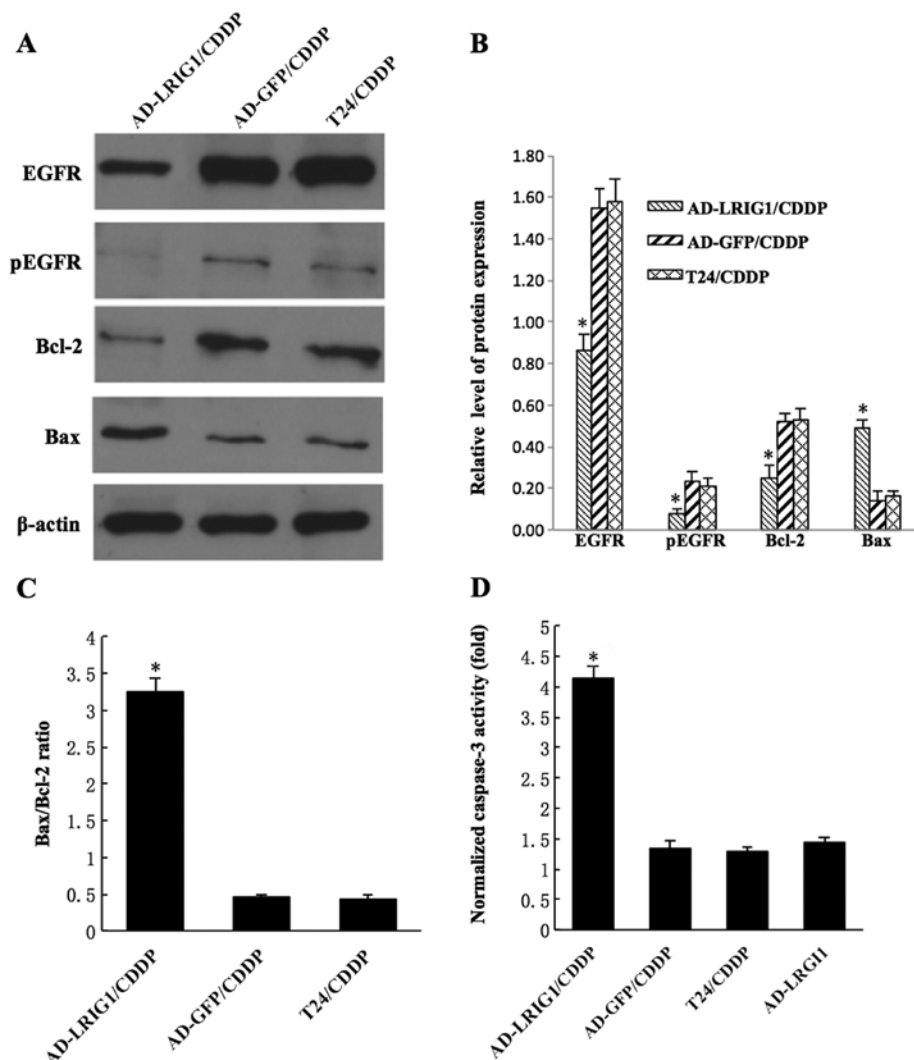 A
AD-LRIG1/CDDP
AD-GFP/CDDP
T24/CDDP
EGFR
pEGFR
Bcl-2
Bax
β-actin
B
Relative level of protein expression
1.80
1.60
1.40
1.20
1.00
0.80
0.60
0.40
0.20
0.00
AD-LRIG1/CDDP
AD-GFP/CDDP
T24/CDDP
*
*
*
*
EGFR
pEGFR
Bcl-2
Bax
C
Bax/Bcl-2 ratio
4
3.5
3
2.5
2
1.5
1
0.5
0
*
AD-LRIG1/CDDP
AD-GFP/CDDP
T24/CDDP
D
Normalized caspase-3 activity (fold)
5
4.5
4
3.5
3
2.5
2
1.5
1
0.5
0
*
AD-LRIG1/CDDP
AD-GFP/CDDP
T24/CDDP
AD-LRGI1